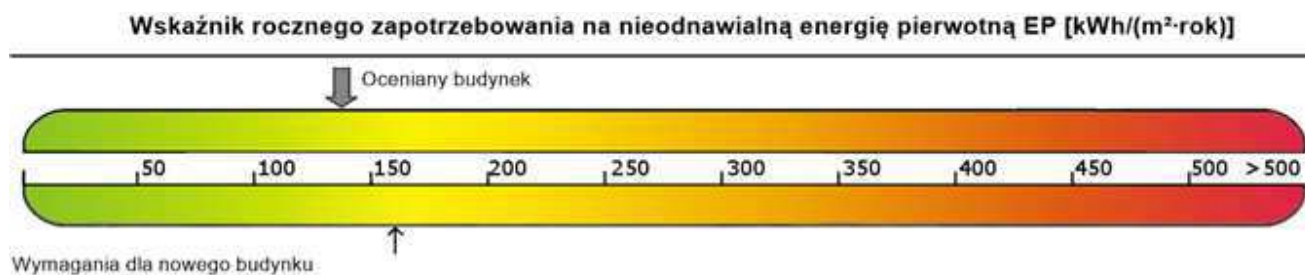 Wskaźnik rocznego zapotrzebowania na nieodnawialną energię pierwotną EP [kWh/(m²·rok)]
Oceniany budynek
50 100 150 200 250 300 350 400 450 500 >500
Wymagania dla nowego budynku